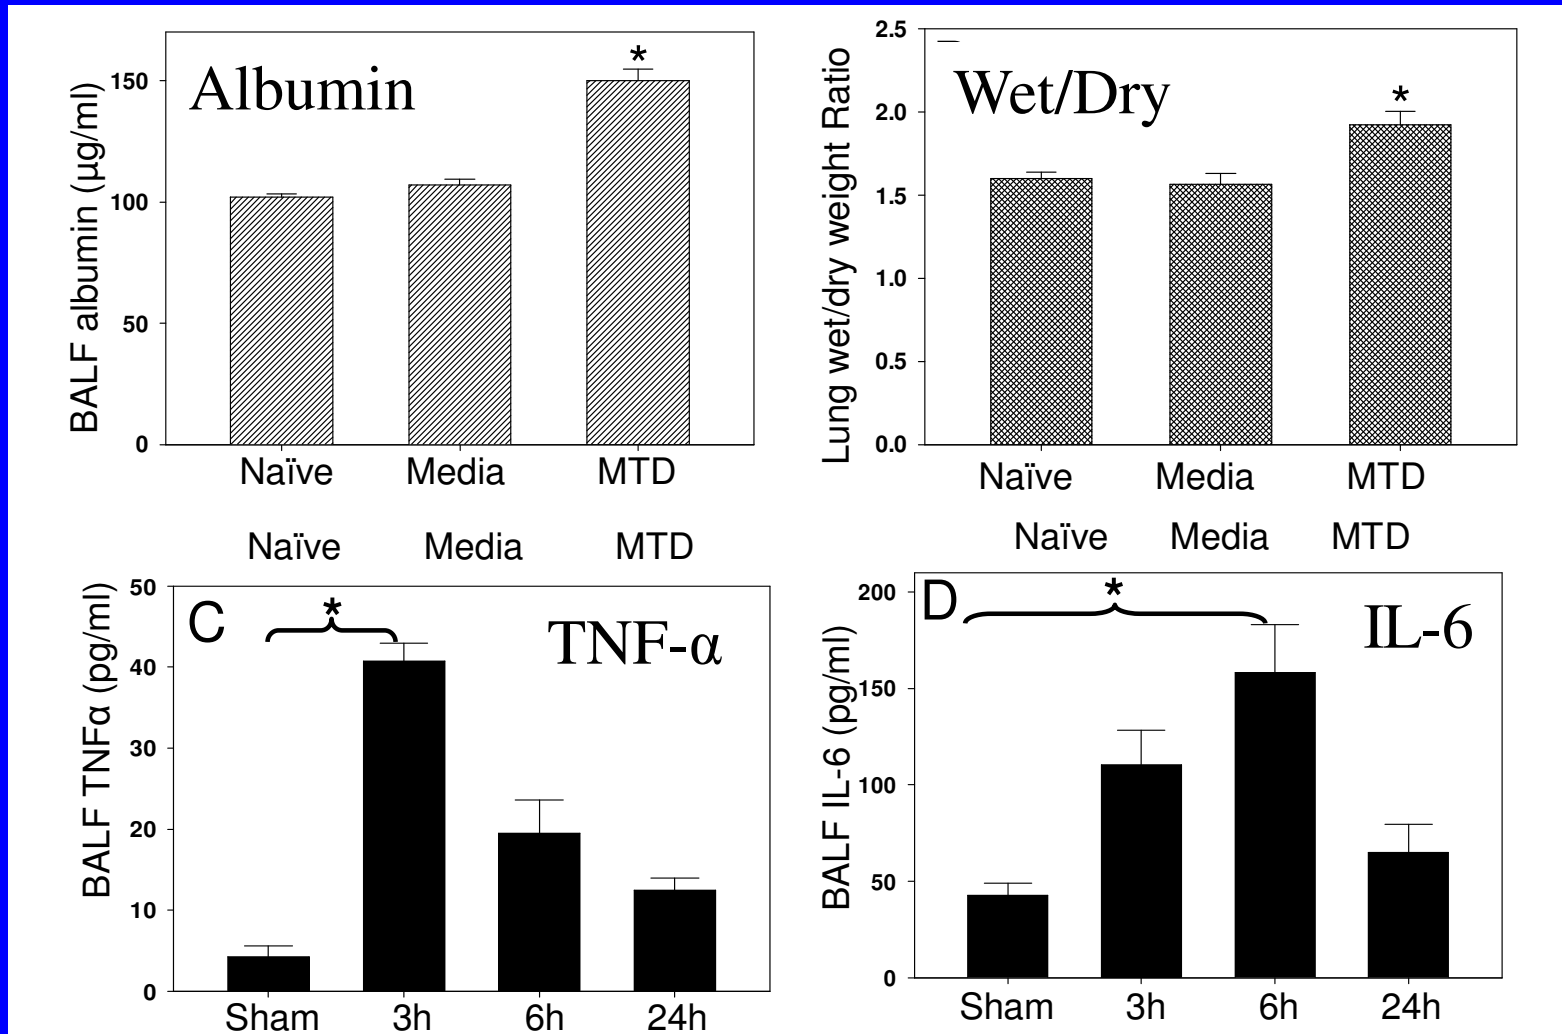 Albumin
*
BALF albumin (µg/ml)
150
100
50
0
Naïve Media MTD
Wet/Dry
*
Lung wet/dry weight Ratio
2.5
2.0
1.5
1.0
0.5
0.0
Naïve Media MTD
Naïve Media MTD
Naïve Media MTD
C
*
TNF-α
BALF TNFα (pg/ml)
50
40
30
20
10
0
Sham 3h 6h 24h
D
*
IL-6
BALF IL-6 (pg/ml)
200
150
100
50
0
Sham 3h 6h 24h